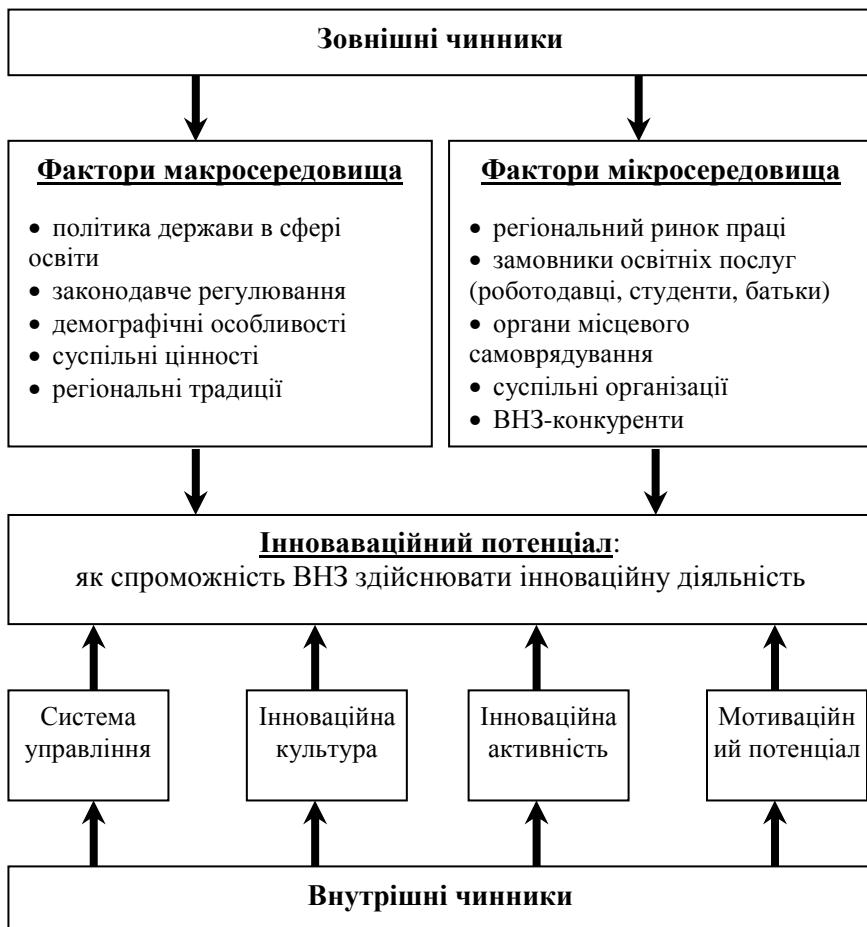 Зовнішні чинники
Фактори макросередовища
• політика держави в сфері
освіти
• законодавче регулювання
• демографічні особливості
• суспільні цінності
• регіональні традиції
Фактори мікросередовища
• регіональний ринок праці
• замовники освітніх послуг
(роботодавці, студенти, батьки)
• органи місцевого
самоврядування
• суспільні організації
• ВНЗ-конкуренти
Інноваваційний потенціал:
як спроможність ВНЗ здійснювати інноваційну діяльність
Система
управління
Інноваційна
культура
Інноваційна
активність
Мотиваційн
ий потенціал
Внутрішні чинники